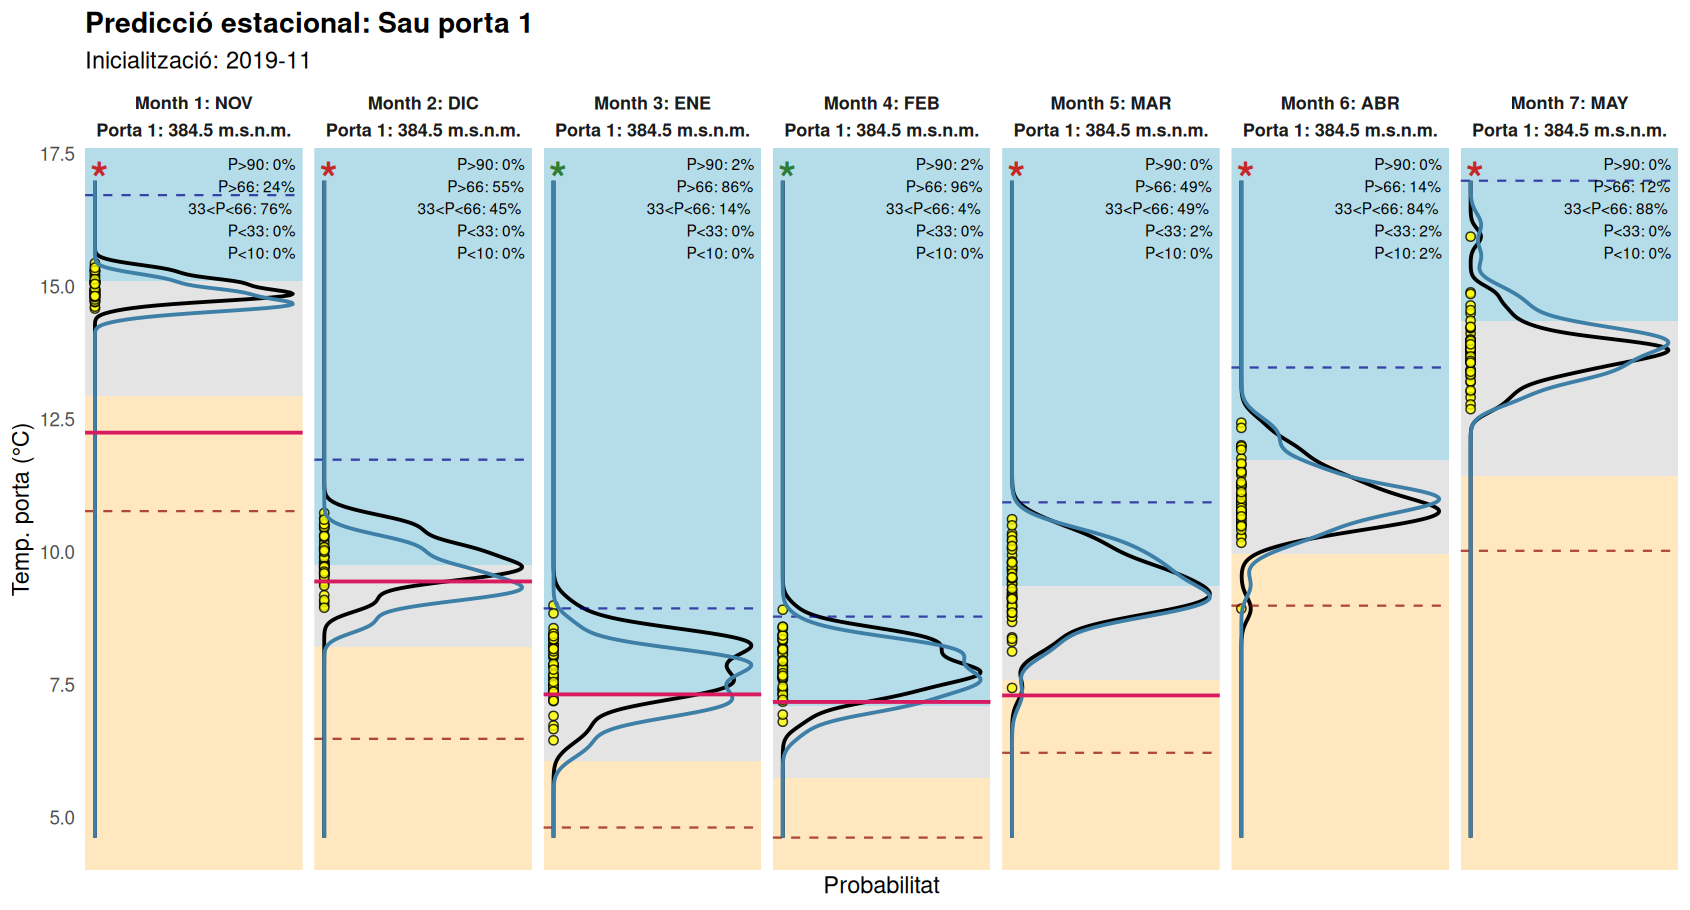 Predicció estacional: Sau porta 1
Inicialització: 2019-11
Month 1: NOV
Porta 1: 384.5 m.s.n.m.
Month 2: DIC
Porta 1: 384.5 m.s.n.m.
Month 3: ENE
Porta 1: 384.5 m.s.n.m.
Month 4: FEB
Porta 1: 384.5 m.s.n.m.
Month 5: MAR
Porta 1: 384.5 m.s.n.m.
Month 6: ABR
Porta 1: 384.5 m.s.n.m.
Month 7: MAY
Porta 1: 384.5 m.s.n.m.
*
P>90: 0%
P>66: 24%
33<P<66: 76%
P<33: 0%
P<10: 0%
*
P>90: 0%
P>66: 55%
33<P<66: 45%
P<33: 0%
P<10: 0%
*
P>90: 2%
P>66: 86%
33<P<66: 14%
P<33: 0%
P<10: 0%
*
P>90: 2%
P>66: 96%
33<P<66: 4%
P<33: 0%
P<10: 0%
*
P>90: 0%
P>66: 49%
33<P<66: 49%
P<33: 2%
P<10: 0%
*
P>90: 0%
P>66: 14%
33<P<66: 84%
P<33: 2%
P<10: 2%
*
P>90: 0%
P>66: 12%
33<P<66: 88%
P<33: 0%
P<10: 0%
17.5
15.0
12.5
10.0
7.5
5.0
Temp. porta (°C)
Probabilitat